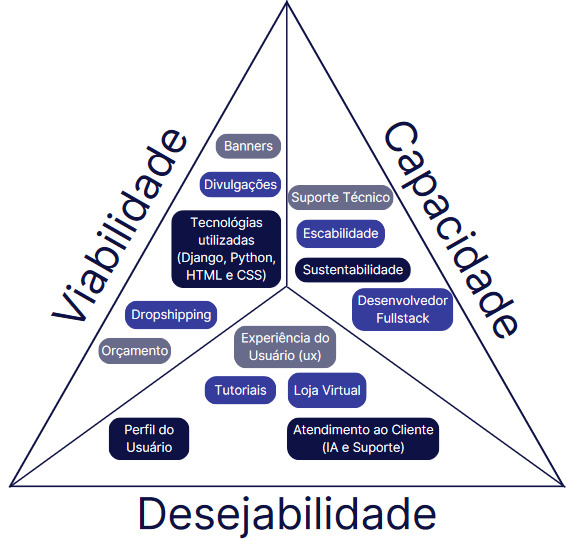 Viabilidade
Capacidade
Banners
Divulgações
Tecnológias
utilizadas
(Django, Python,
HTML e CSS)
Dropshipping
Orçamento
Suporte Técnico
Escabilidade
Sustentabilidade
Desenvolvedor
Fullstack
Experiência do
Usuário (ux)
Tutoriais
Loja Virtual
Perfil do
Usuário
Atendimento ao Cliente
(IA e Suporte)
Desejabilidade